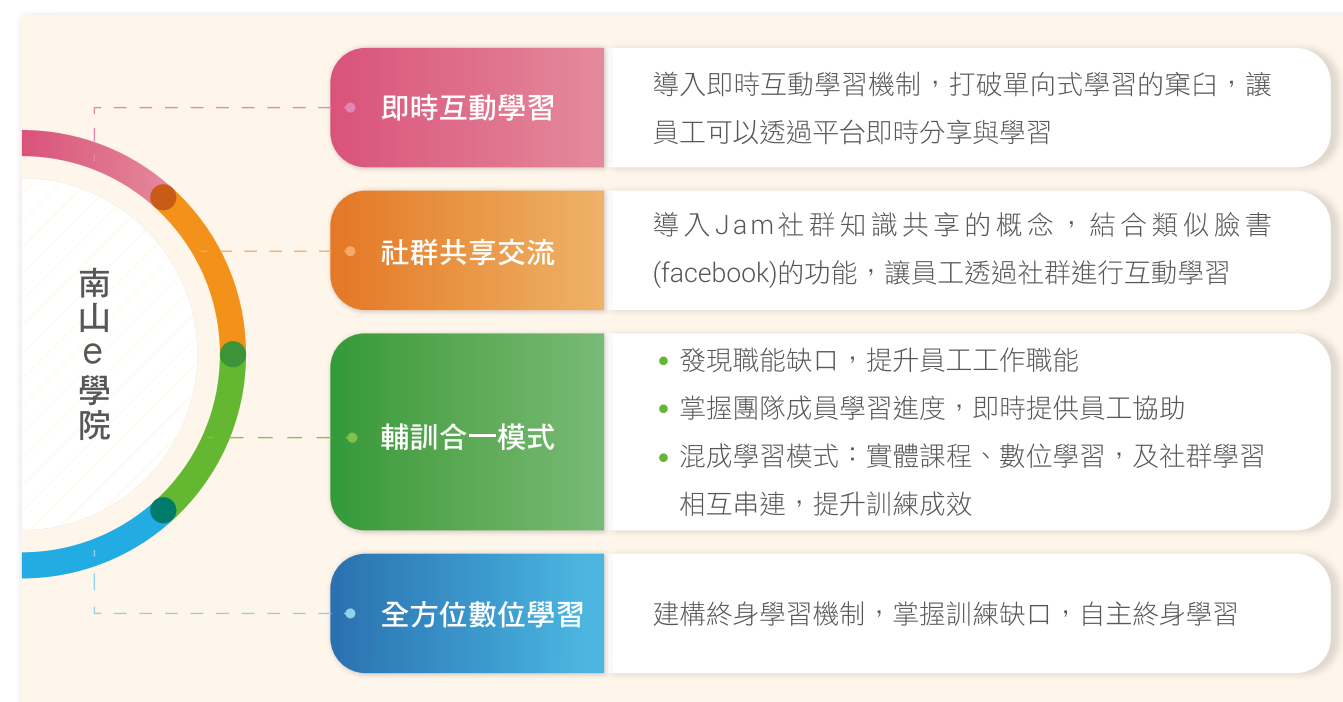 南山e學院
即時互動學習
導入即時互動學習機制，打破單向式學習的窠臼，讓
員工可以透過平台即時分享與學習
社群共享交流
導入Jam社群知識共享的概念，結合類似臉書
(facebook)的功能，讓員工透過社群進行互動學習
輔訓合一模式
• 發現職能缺口，提升員工工作職能
• 掌握團隊成員學習進度，即時提供員工協助
• 混成學習模式：實體課程、數位學習，及社群學習
相互串連，提升訓練成效
全方位數位學習
建構終身學習機制，掌握訓練缺口，自主終身學習